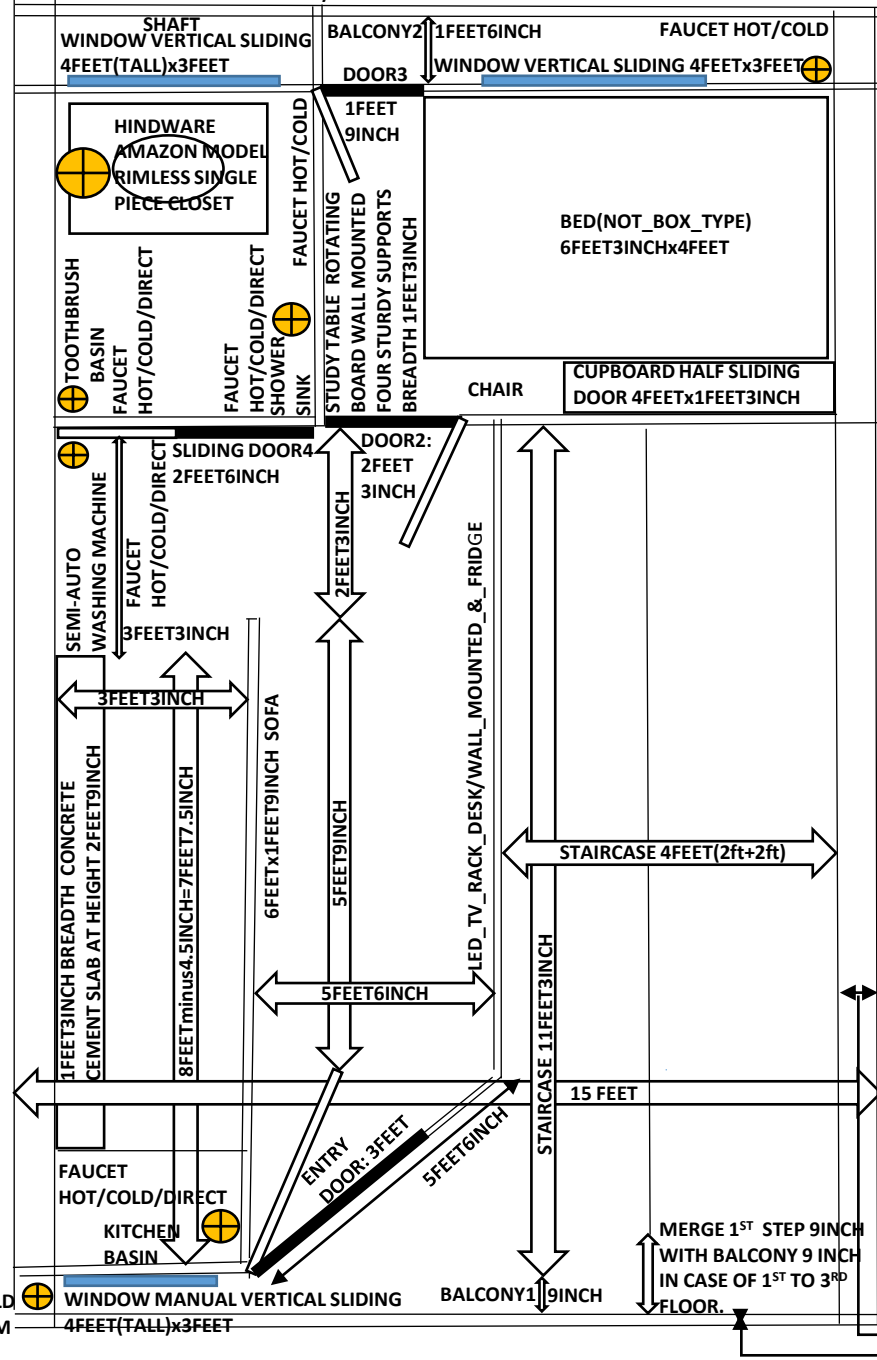 SHAFT
WINDOW VERTICAL SLIDING
4FEET(TALL)x3FEET
BALCONY2
1FEET6INCH
FAUCET HOT/COLD
WINDOW VERTICAL SLIDING 4FEETx3FEET
DOOR3
1FEET
9INCH
HINDWARE
AMAZON MODEL
RIMLESS SINGLE
PIECE CLOSET
FAUCET HOT/COLD
BED(NOT_BOX_TYPE)
6FEET3INCHx4FEET
TOOTHBRUSH
BASIN
FAUCET
HOT/COLD/DIRECT
FAUCET
HOT/COLD/DIRECT
SHOWER
SINK
STUDY TABLE ROTATING
BOARD WALL MOUNTED
FOUR STURDY SUPPORTS
BREADTH 1FEET3INCH
CHAIR
CUPBOARD HALF SLIDING
DOOR 4FEETx1FEET3INCH
SLIDING DOOR4
2FEET6INCH
DOOR2:
2FEET
3INCH
SEMI-AUTO
WASHING MACHINE
FAUCET
HOT/COLD/DIRECT
3FEET3INCH
2FEET3INCH
3FEET3INCH
1FEET3INCH BREADTH CONCRETE
CEMENT SLAB AT HEIGHT 2FEET9INCH
8FEETminus4.5INCH=7FEET7.5INCH
6FEETx1FEET9INCH SOFA
5FEET9INCH
LED_TV_RACK_DESK/WALL_MOUNTED_&_FRIDGE
STAIRCASE 4FEET(2ft+2ft)
5FEET6INCH
STAIRCASE 11FEET3INCH
15 FEET
ENTRY
DOOR: 3FEET
5FEET6INCH
FAUCET
HOT/COLD/DIRECT
KITCHEN
BASIN
MERGE 1ST STEP 9INCH
WITH BALCONY 9 INCH
IN CASE OF 1ST TO 3RD
FLOOR.
BALCONY1
9INCH
WINDOW MANUAL VERTICAL SLIDING
4FEET(TALL)x3FEET